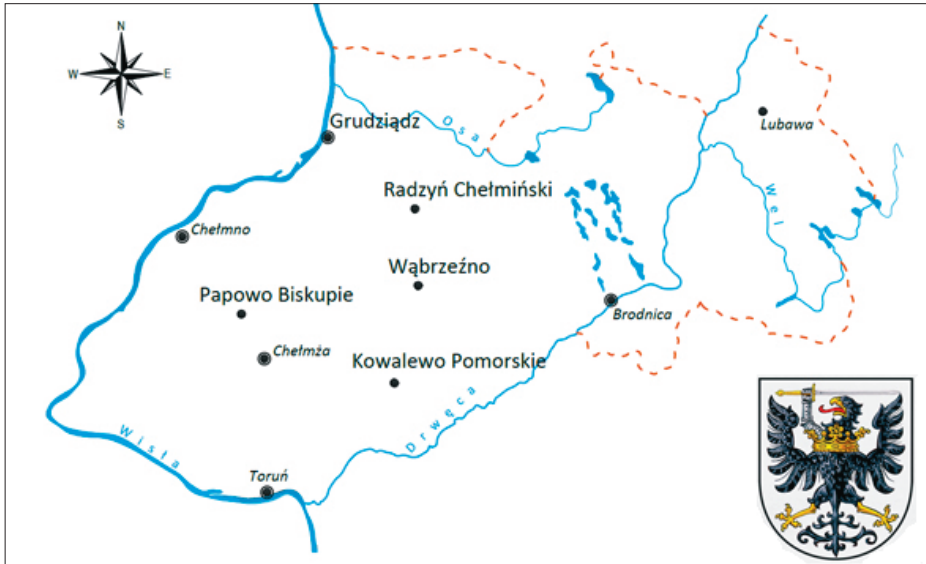 N
W E
S
Grudziądz
Osa
Lubawa
Radzyń Chełmiński
Wel
Chełmno
Wąbrzeźno
Papowo Biskupie
Brodnica
Chełmża
Kowalewo Pomorskie
Drwęca
Wisła
Toruń